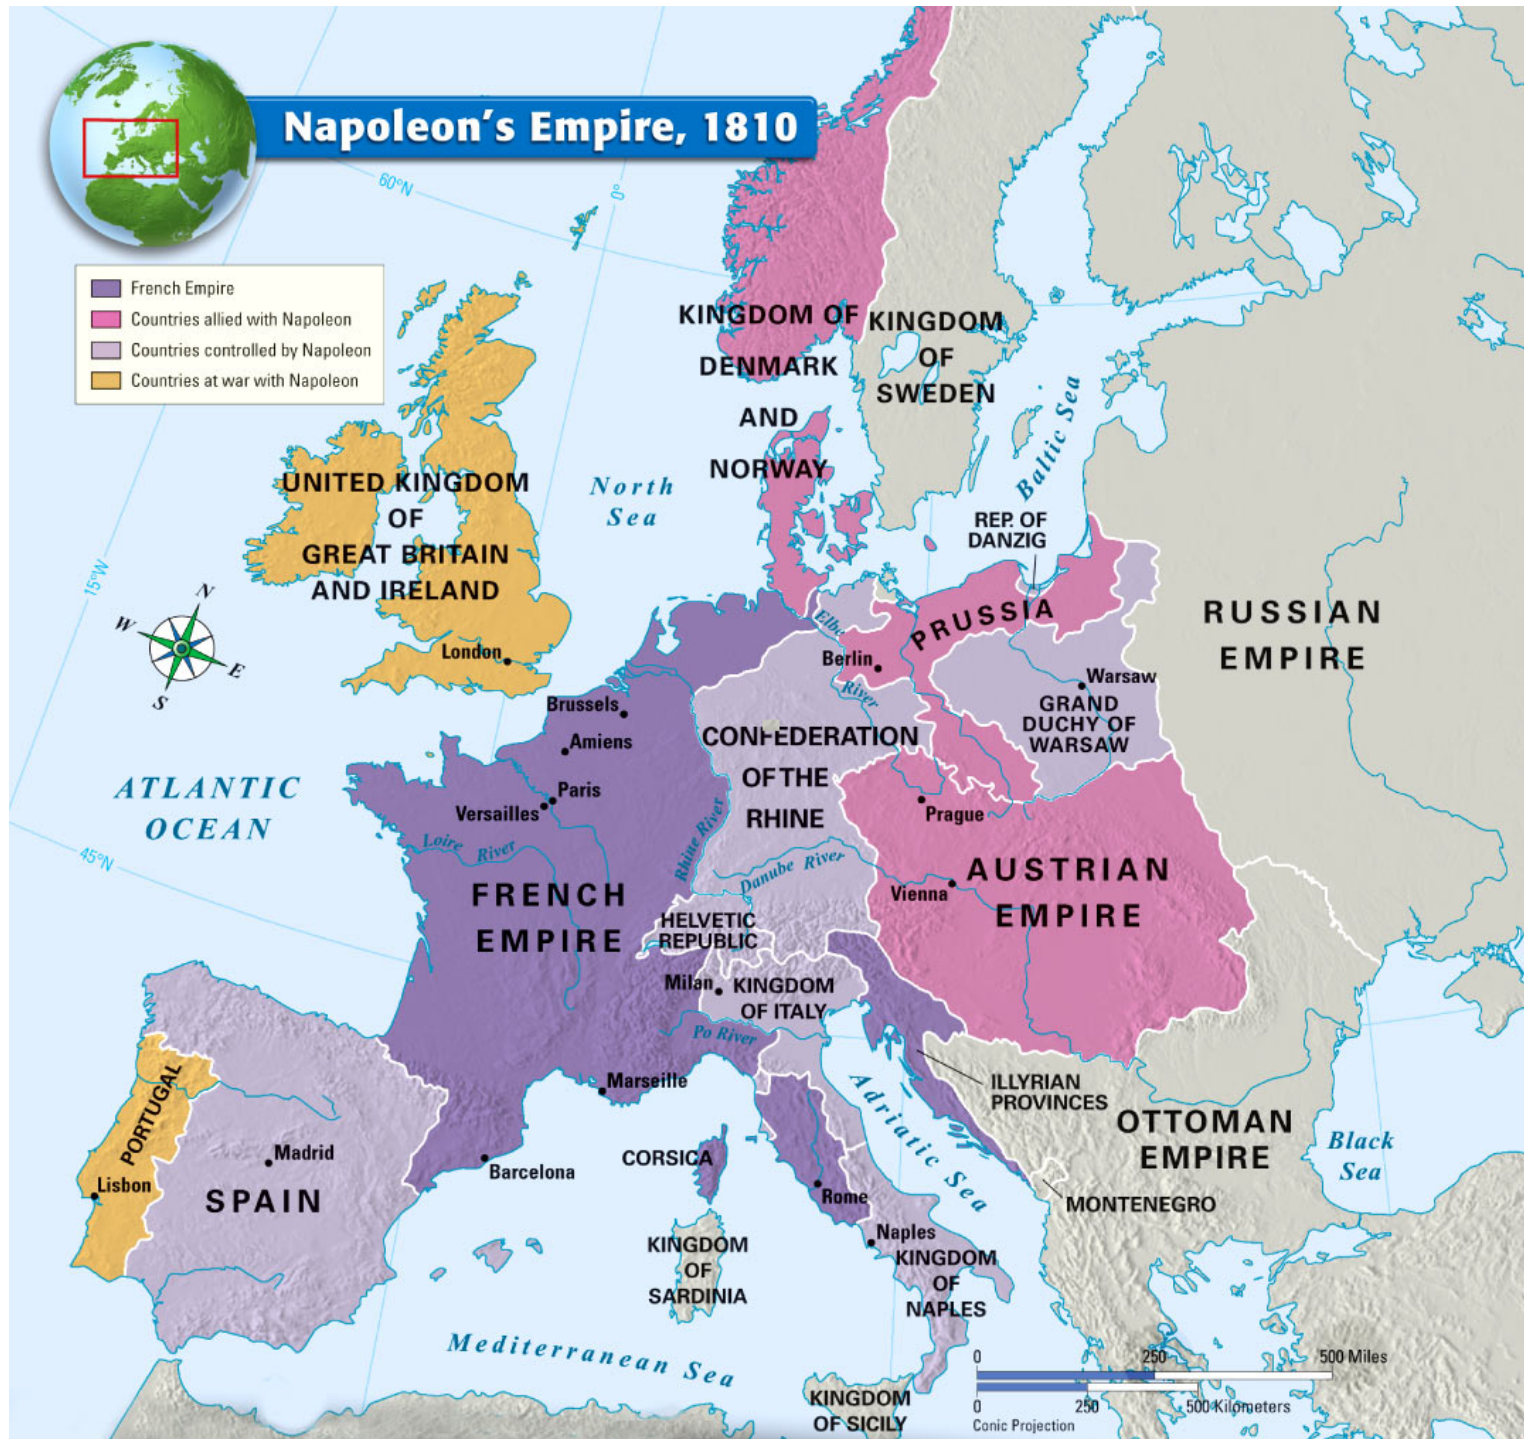 Napoleon's Empire, 1810
60°N
0°
French Empire
Countries allied with Napoleon
Countries controlled by Napoleon
Countries at war with Napoleon
KINGDOM OF
DENMARK
AND
NORWAY
KINGDOM
OF
SWEDEN
Baltic Sea
North
Sea
UNITED KINGDOM
OF
GREAT BRITAIN
AND IRELAND
London
15°W
N
W
E
S
REP. OF
DANZIG
PRUSSIA
RUSSIAN
EMPIRE
Elbe
River
Berlin
Warsaw
GRAND
DUCHY OF
WARSAW
Brussels
Amiens
Paris
Versailles
CONFEDERATION
OF THE
RHINE
Rhine River
Prague
ATLANTIC
OCEAN
45°N
Loire River
Danube River
Vienna
AUSTRIAN
EMPIRE
FRENCH
EMPIRE
HELVETIC
REPUBLIC
Milan
KINGDOM
OF ITALY
Po River
Marseille
ILLYRIAN
PROVINCES
Adriatic Sea
OTTOMAN
EMPIRE
Black
Sea
PORTUGAL
Madrid
Lisbon
SPAIN
Barcelona
CORSICA
Rome
MONTENEGRO
Naples
KINGDOM
OF
NAPLES
KINGDOM
OF
SARDINIA
Mediterranean Sea
KINGDOM
OF SICILY
0 250 500 Miles
0 250 500 Kilometers
Conic Projection